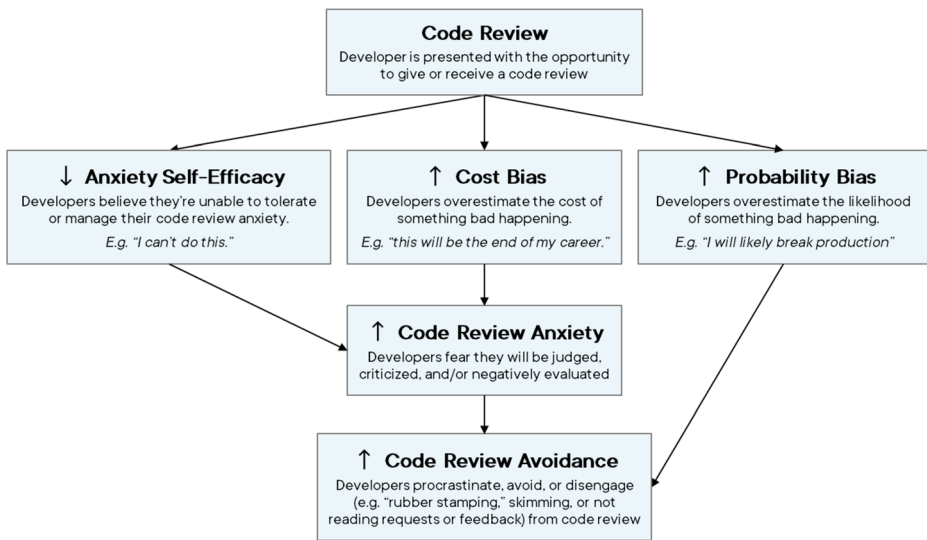 Code Review
Developer is presented with the opportunity
to give or receive a code review
↓ Anxiety Self-Efficacy
Developers believe they're unable to tolerate
or manage their code review anxiety.
E.g. “I can't do this.”
↑ Cost Bias
Developers overestimate the cost of
something bad happening.
E.g. “this will be the end of my career.”
↑ Probability Bias
Developers overestimate the likelihood
of something bad happening.
E.g. “I will likely break production”
↑ Code Review Anxiety
Developers fear they will be judged,
criticized, and/or negatively evaluated
↑ Code Review Avoidance
Developers procrastinate, avoid, or disengage
(e.g. “rubber stamping,” skimming, or not
reading requests or feedback) from code review